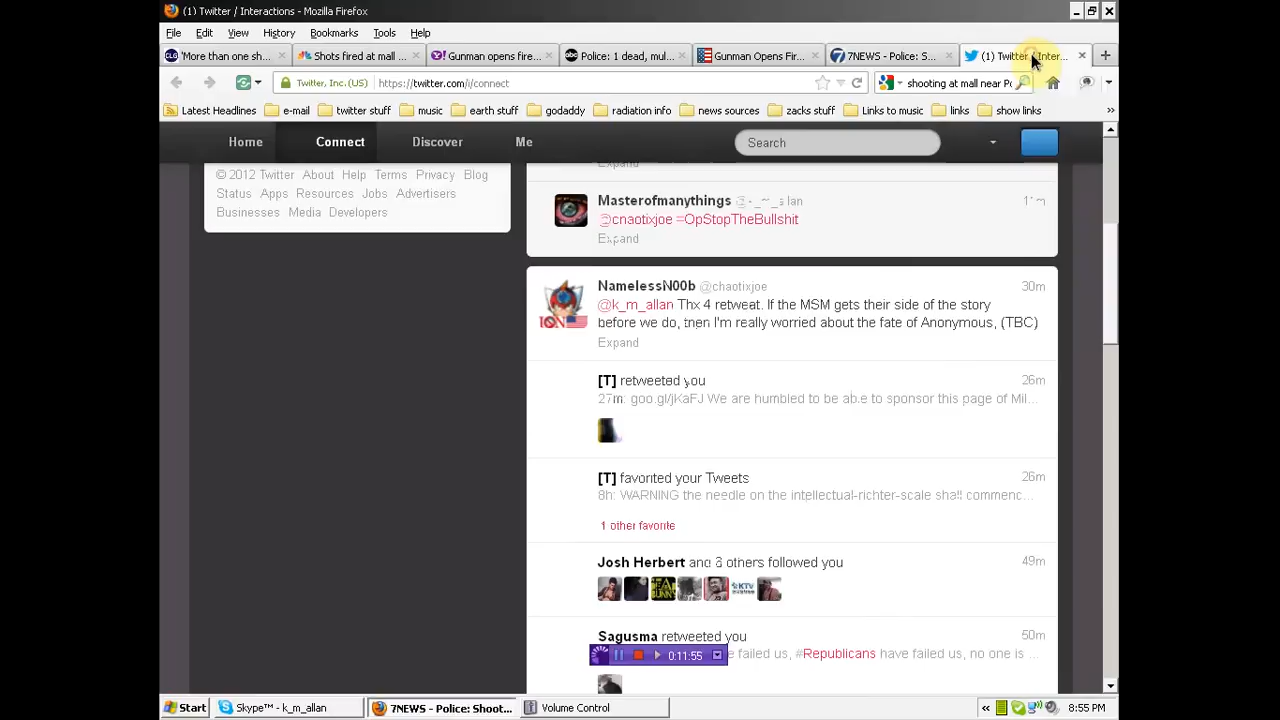 (1) Twitter / Interactions - Mozilla Firefox
File Edit View History Bookmarks Tools Help
'More than one sh... Shots fired at mall ... Gunman opens fire... Police: 1 dead, mul... Gunman Opens Fir... 7NEWS - Police: S... (1) Twitter / Inter...
Twitter, Inc. (US) https://twitter.com/i/connect shooting at mall near Po
Latest Headlines e-mail twitter stuff music earth stuff godaddy radiation info news sources zacks stuff Links to music links show links »
Home Connect Discover Me Search
© 2012 Twitter About Help Terms Privacy Blog
Status Apps Resources Jobs Advertisers
Businesses Media Developers
Expand
Masterofmanythings
=OpStopTheBullshit
Expand
NamelessN00b @chaotixjoe 30m
@k_m_allan Thx 4 retweat. If the MSM gets their side of the story
before we do, then I'm really worried about the fate of Anonymous, (TBC)
Expand
[T] retweeted you 26m
27m: goo.gl/jKaFJ We are humbled to be able to sponsor this page of Mil...
[T] favorited your Tweets 26m
8h: WARNING the needle on the intellectual-richter-scale shall commenc...
1 other favorite
Josh Herbert and others followed you 49m
Sagusma retweeted you 50m
0:11:55 e failed us, #Republicans have failed us, no one is ...
Start Skype™ - k_m_allan 7NEWS - Police: Shoot... Volume Control « 8:55 PM